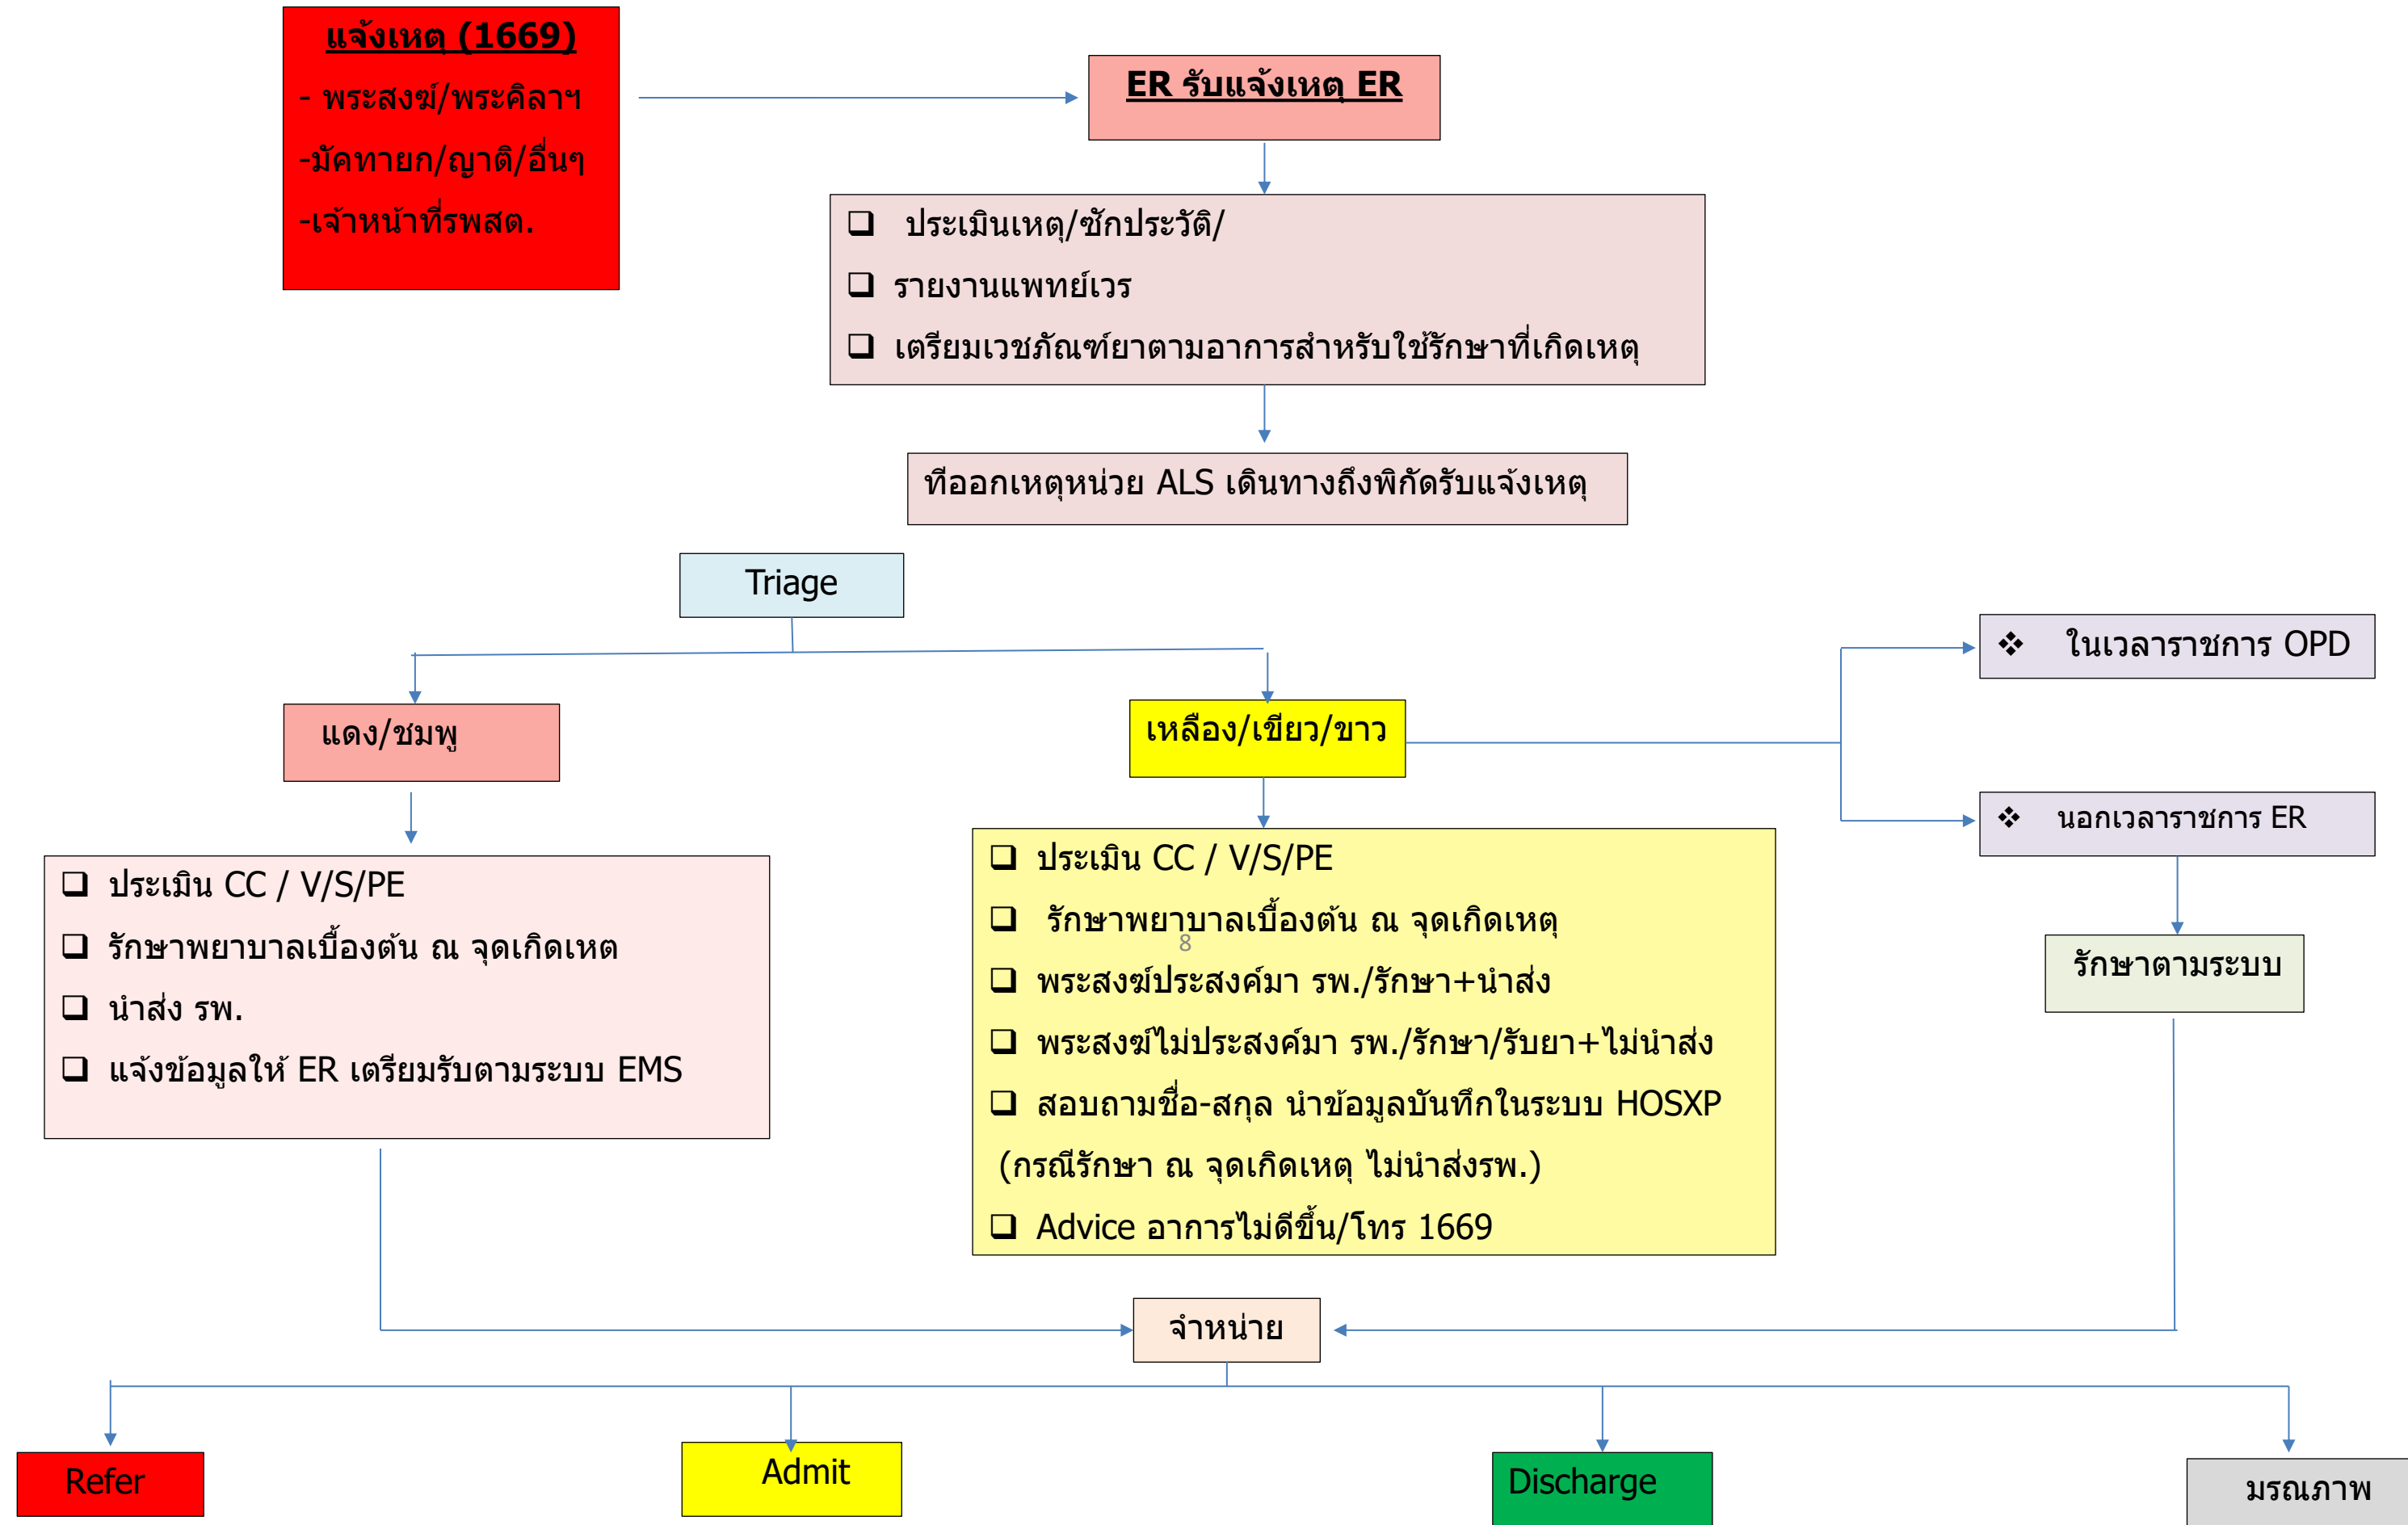 แจ้งเหตุ (1669)
- พระสงฆ์/พระคิลาฯ
-มัคทายก/ญาติ/อื่นๆ
-เจ้าหน้าที่รพสต.
ER รับแจ้งเหตุ ER
ประเมินเหตุ/ซักประวัติ/
รายงานแพทย์เวร
เตรียมเวชภัณฑ์ยาตามอาการสำหรับใช้รักษาที่เกิดเหตุ
ทีออกเหตุหน่วย ALS เดินทางถึงพิกัดรับแจ้งเหตุ
Triage
แดง/ชมพู
เหลือง/เขียว/ขาว
ในเวลาราชการ OPD
นอกเวลาราชการ ER
รักษาตามระบบ
ประเมิน CC / V/S/PE
รักษาพยาบาลเบื้องต้น ณ จุดเกิดเหต
นำส่ง รพ.
แจ้งข้อมูลให้ ER เตรียมรับตามระบบ EMS
ประเมิน CC / V/S/PE
รักษาพยาบาลเบื้องต้น ณ จุดเกิดเหตุ
8
พระสงฆ์ประสงค์มา รพ./รักษา+นำส่ง
พระสงฆ์ไม่ประสงค์มา รพ./รักษา/รับยา+ไม่นำส่ง
สอบถามชื่อ-สกุล นำข้อมูลบันทึกในระบบ HOSXP
(กรณีรักษา ณ จุดเกิดเหตุ ไม่นำส่งรพ.)
Advice อาการไม่ดีขึ้น/โทร 1669
จำหน่าย
Refer
Admit
Discharge
มรณภาพ